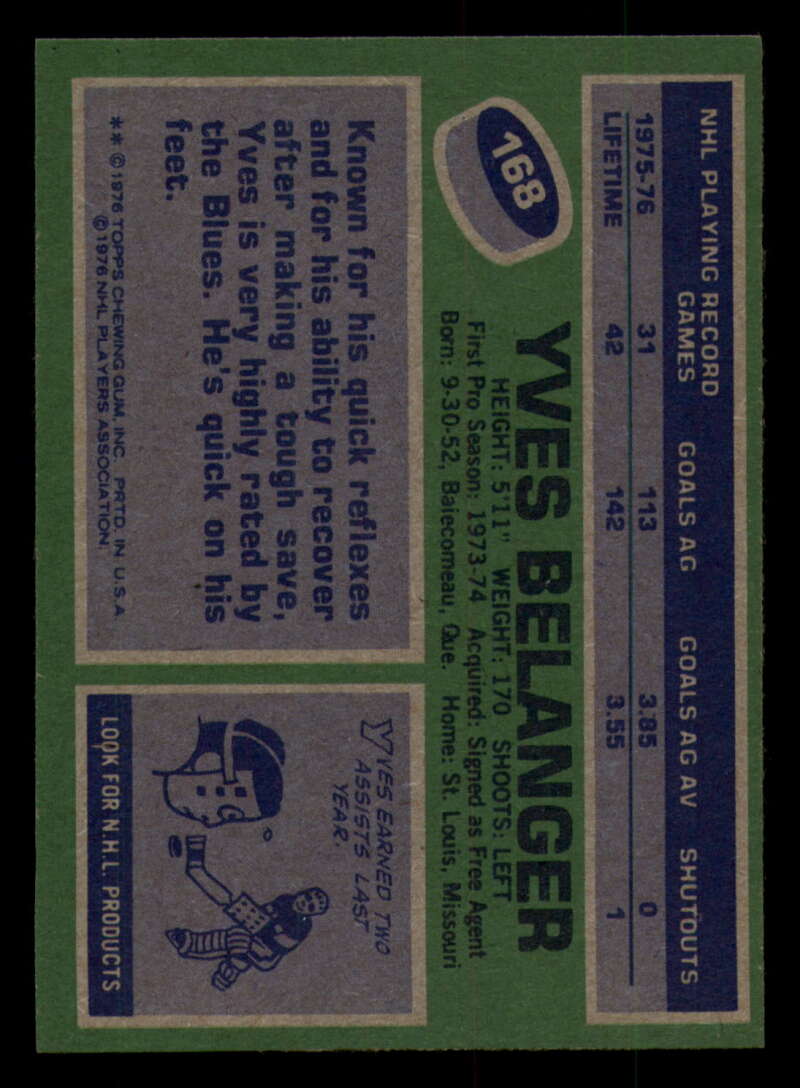 NHL PLAYING RECORD
GAMES GOALS AG GOALS AG AV SHUTOUTS
1975-76 31 113 3.85 0
LIFETIME 42 142 3.55 1
168
YVES BELANGER
HEIGHT: 5'11" WEIGHT: 170 SHOOTS: LEFT
First Pro Season: 1973-74 Acquired: Signed as Free Agent
Born: 9-30-52, Baiecomeau, Que. Home: St. Louis, Missouri
Known for his quick reflexes
and for his ability to recover
after making a tough save,
Yves is very highly rated by
the Blues. He's quick on his
feet.
** ©1976 TOPPS CHEWING GUM, INC. PRTD. IN U.S.A.
©1976 NHL PLAYERS ASSOCIATION.
YVES EARNED TWO
ASSISTS LAST
YEAR.
LOOK FOR N.H.L. PRODUCTS